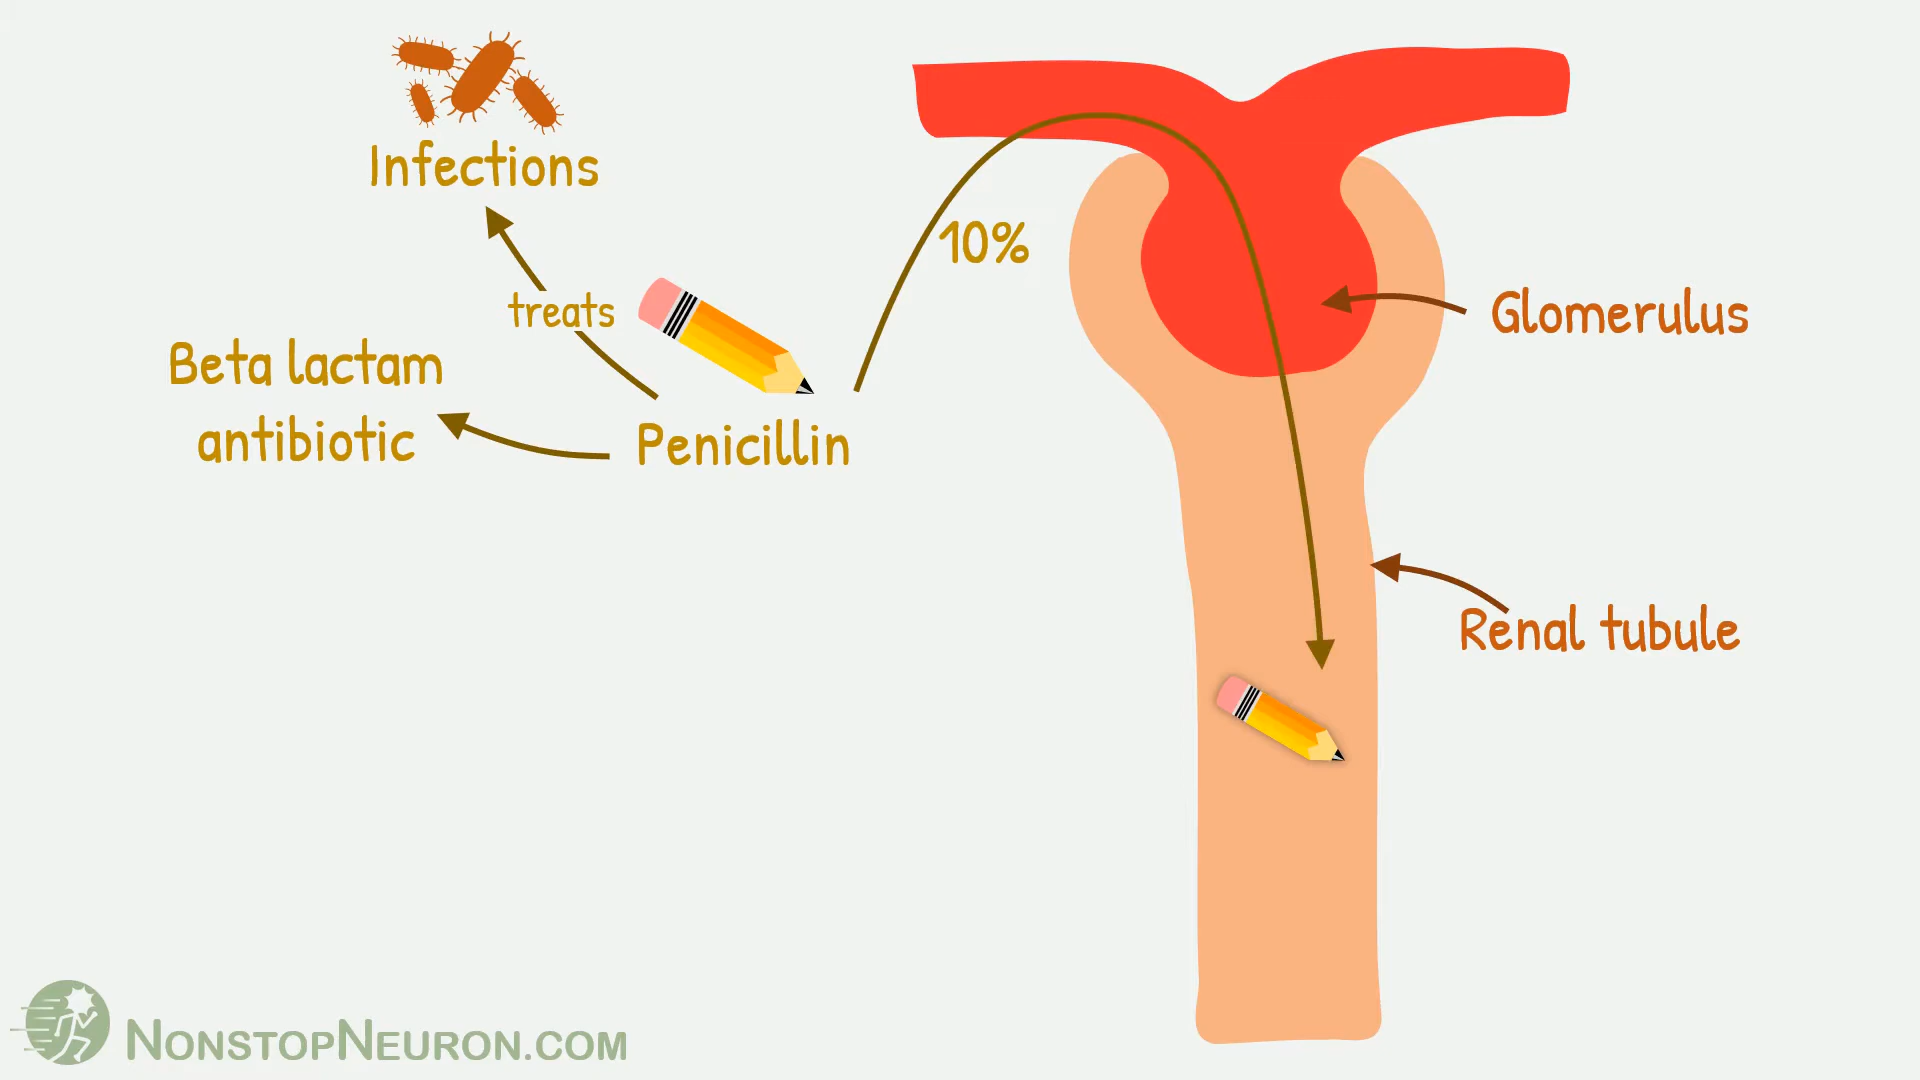 Infections
treats
Beta lactam
antibiotic
Penicillin
10%
Glomerulus
Renal tubule
NONSTOPNEURON.COM